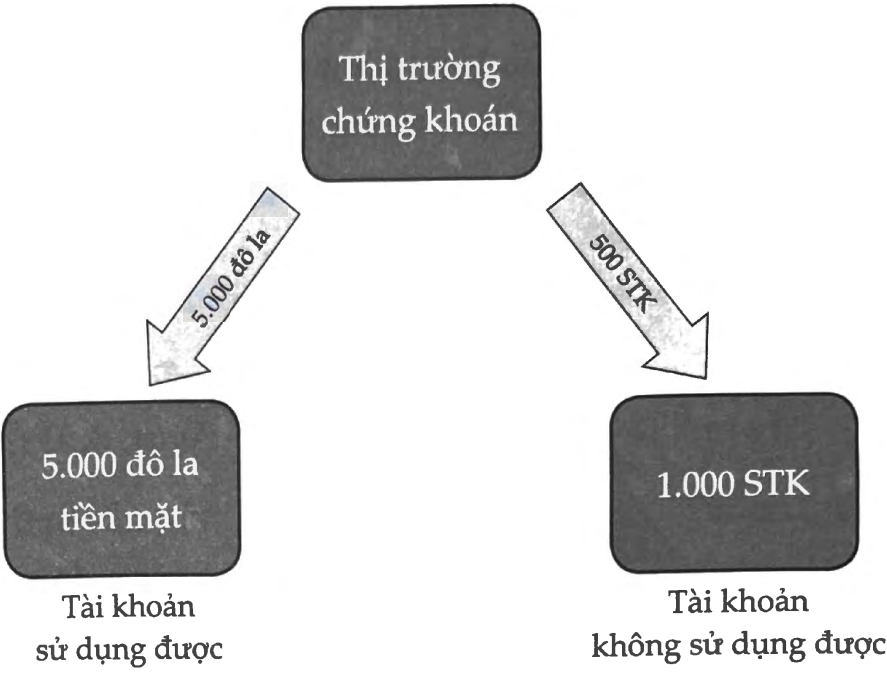 Thị trường
chứng khoán
5.000 đô la
500 STK
5.000 đô la
tiền mặt
1.000 STK
Tài khoản
sử dụng được
Tài khoản
không sử dụng được